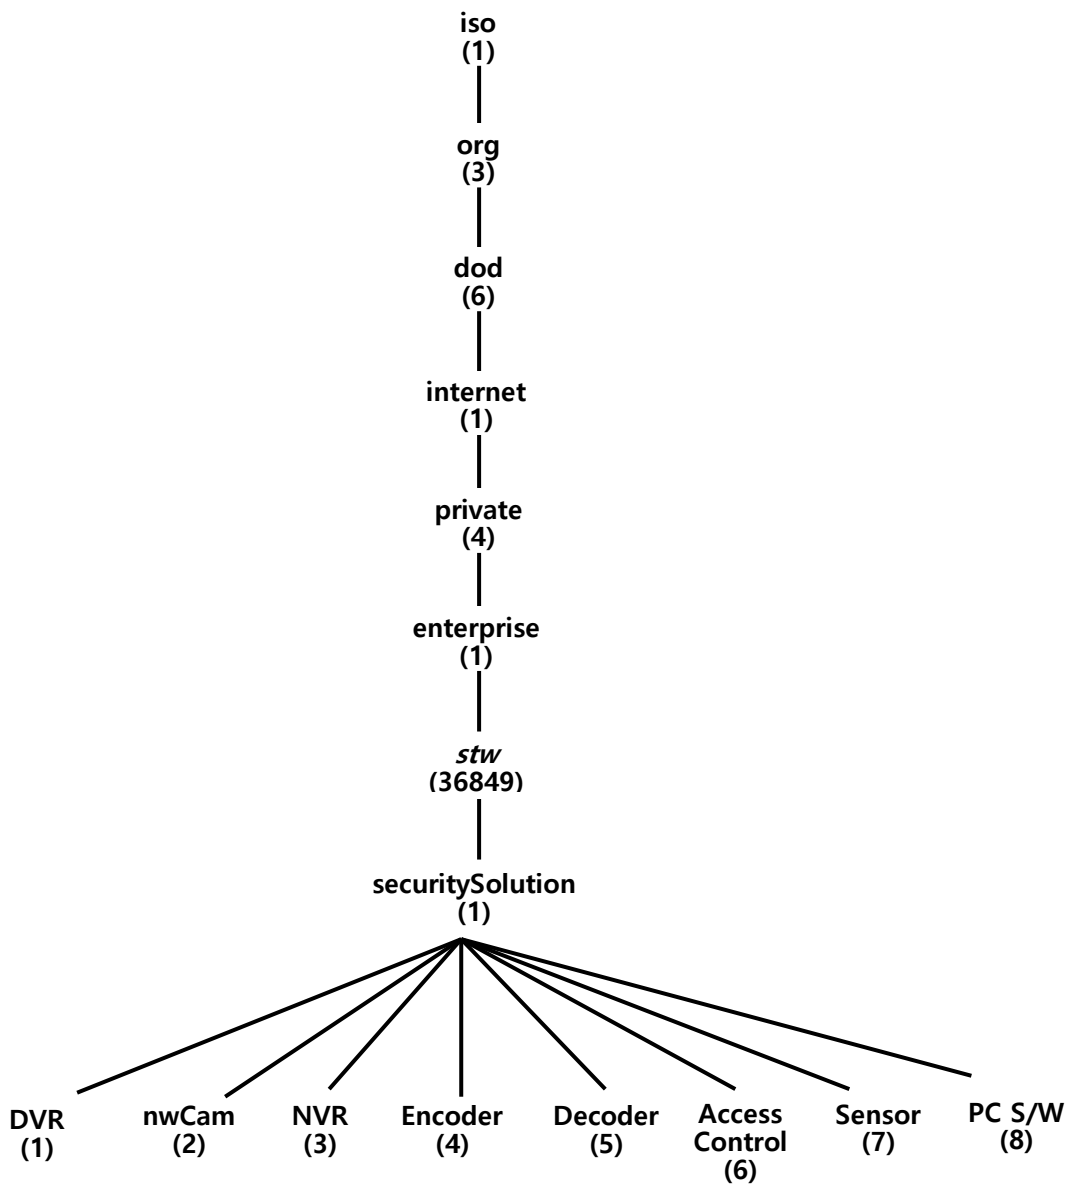 iso
(1)
org
(3)
dod
(6)
internet
(1)
private
(4)
enterprise
(1)
stw
(36849)
securitySolution
(1)
DVR
(1)
nwCam
(2)
NVR
(3)
Encoder
(4)
Decoder
(5)
Access
Control
(6)
Sensor
(7)
PC S/W
(8)